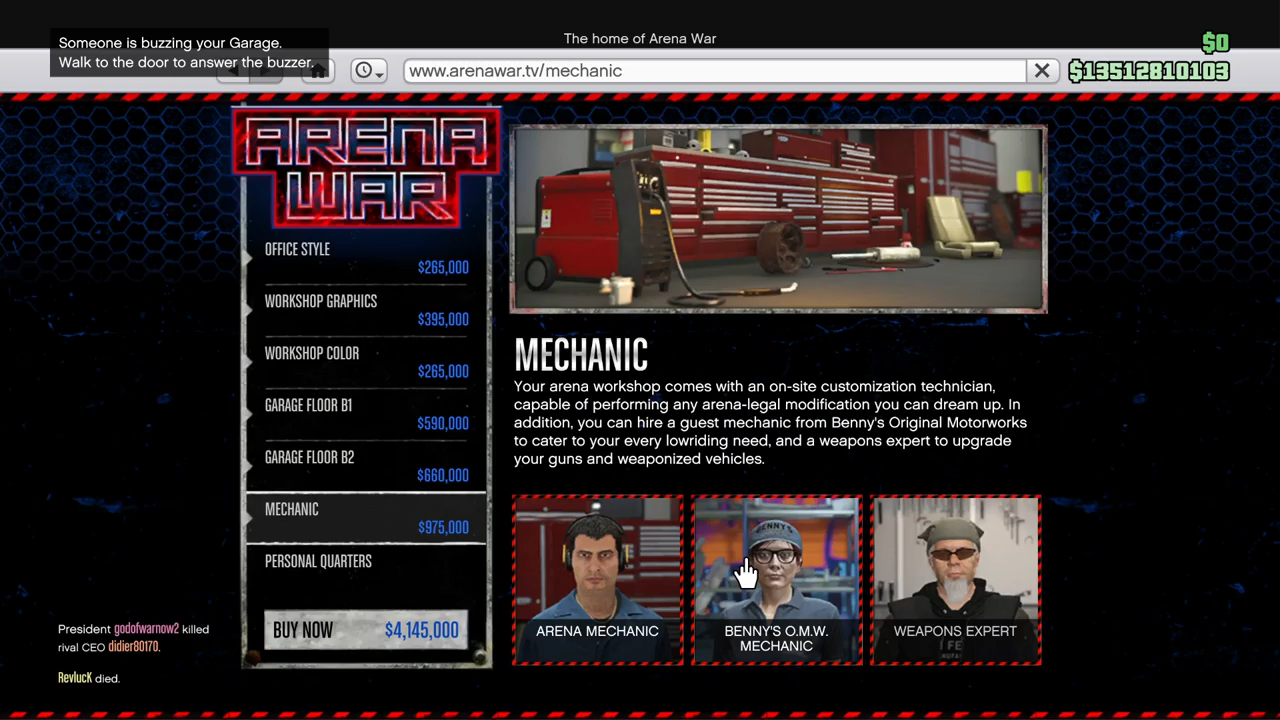 Someone is buzzing your Garage.
Walk to the door to answer the buzzer.
The home of Arena War
$0
www.arenawar.tv/mechanic
$13512810103
ARENA
WAR
OFFICE STYLE
$265,000
WORKSHOP GRAPHICS
$395,000
WORKSHOP COLOR
$265,000
GARAGE FLOOR B1
$590,000
GARAGE FLOOR B2
$660,000
MECHANIC
$975,000
PERSONAL QUARTERS
BUY NOW $4,145,000
MECHANIC
Your arena workshop comes with an on-site customization technician,
capable of performing any arena-legal modification you can dream up. In
addition, you can hire a guest mechanic from Benny's Original Motorworks
to cater to your every lowriding need, and a weapons expert to upgrade
your guns and weaponized vehicles.
ARENA MECHANIC
BENNY'S
BENNY'S O.M.W.
MECHANIC
WEAPONS EXPERT
President godofwarnow2 killed
rival CEO didier80170.
RevlucK died.